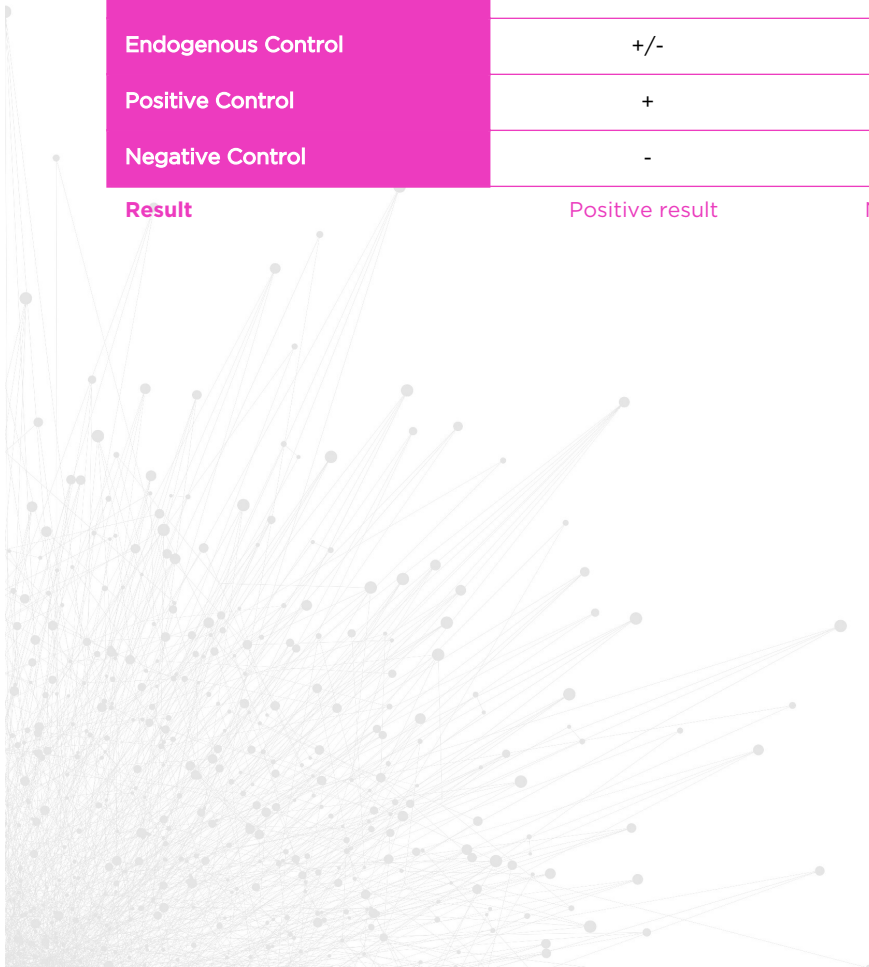 Endogenous Control +/-
Positive Control +
Negative Control -
Result Positive result